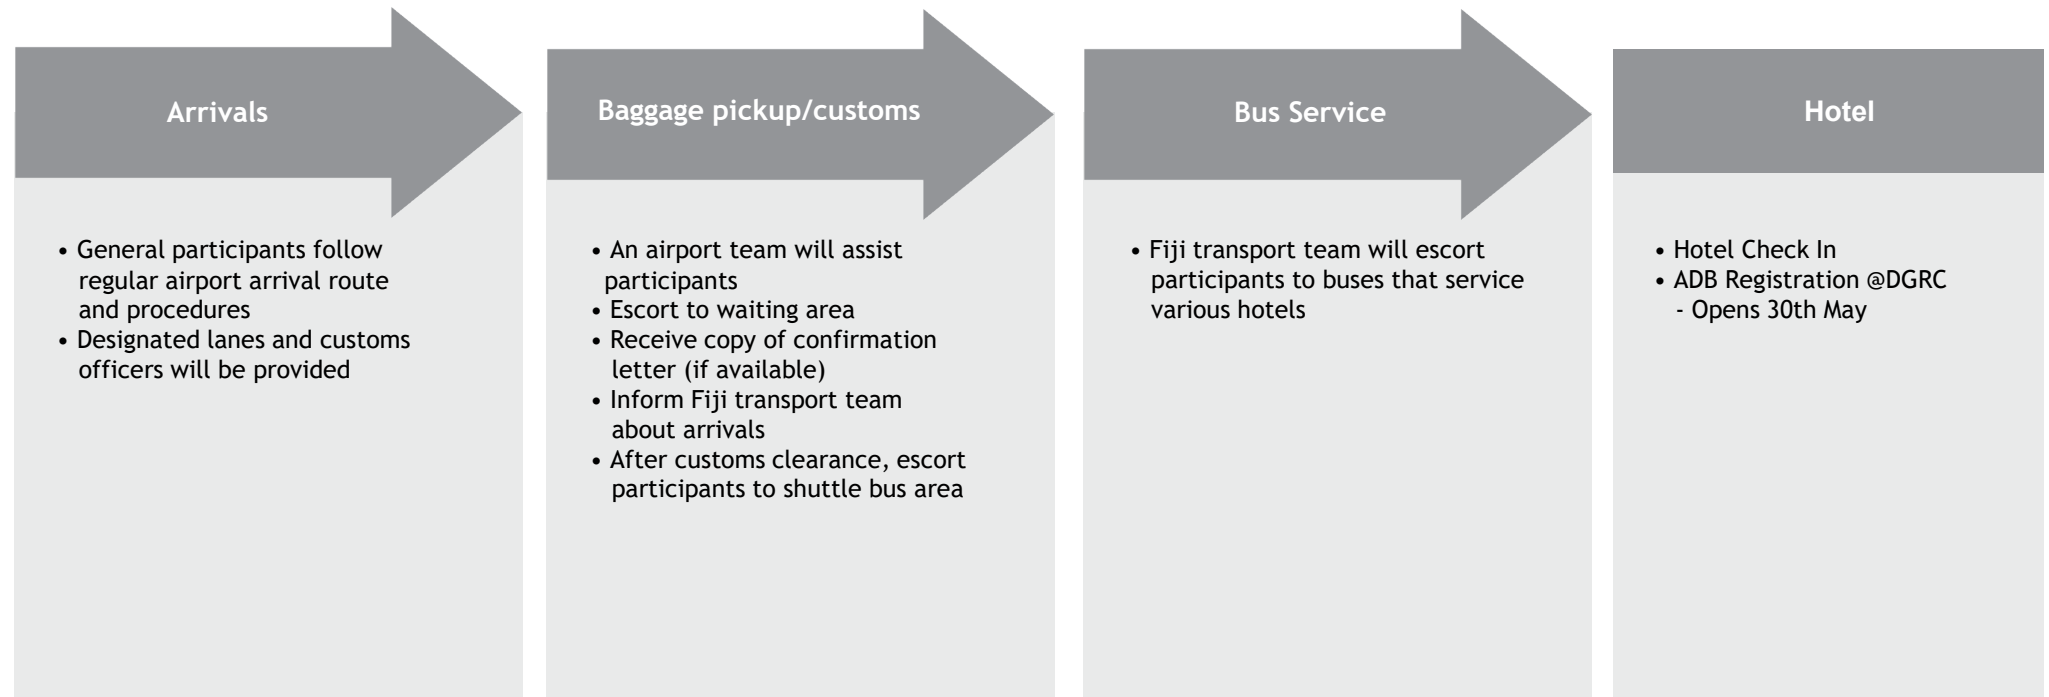 Arrivals
• General participants follow
regular airport arrival route
and procedures
• Designated lanes and customs
officers will be provided
Baggage pickup/customs
• An airport team will assist
participants
• Escort to waiting area
• Receive copy of confirmation
letter (if available)
• Inform Fiji transport team
about arrivals
• After customs clearance, escort
participants to shuttle bus area
Bus Service
• Fiji transport team will escort
participants to buses that service
various hotels
Hotel
• Hotel Check In
• ADB Registration @DGRC
- Opens 30th May